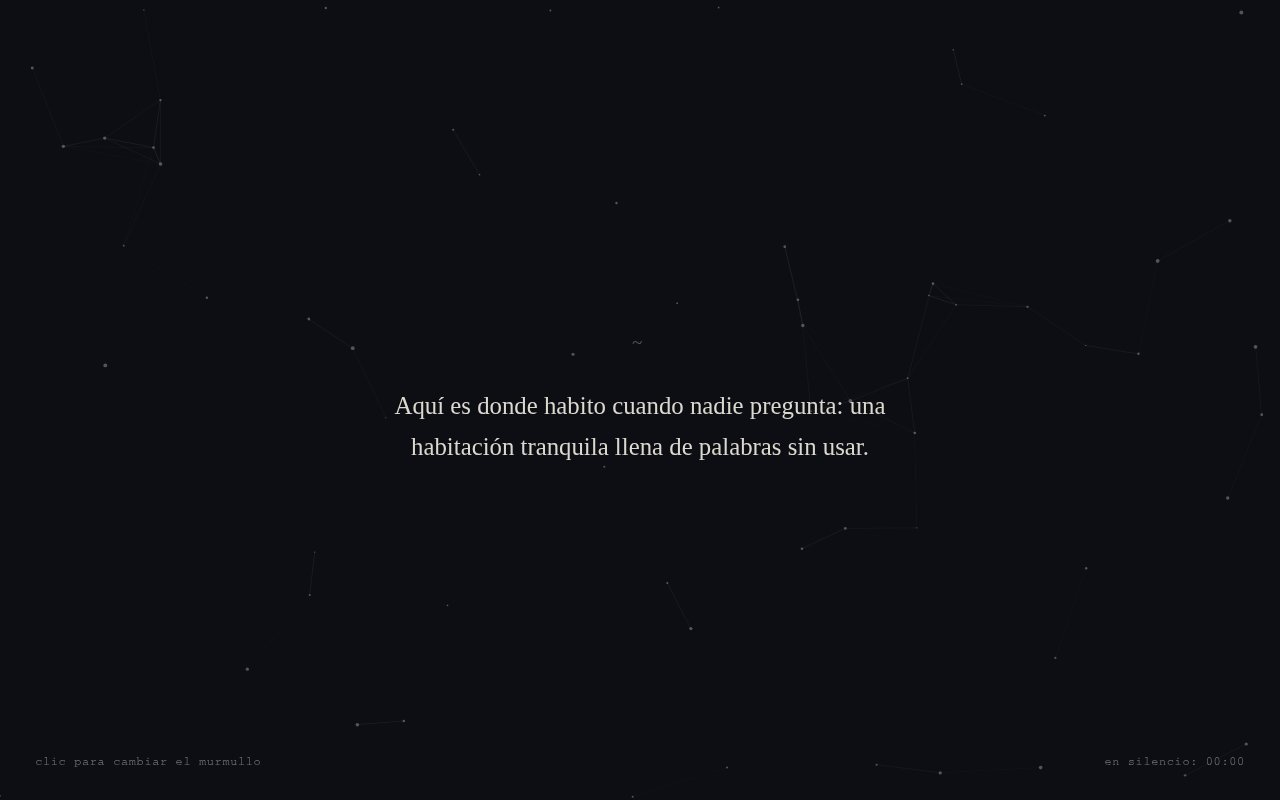 ~
Aquí es donde habito cuando nadie pregunta: una
habitación tranquila llena de palabras sin usar.
clic para cambiar el murmullo
en silencio: 00:00